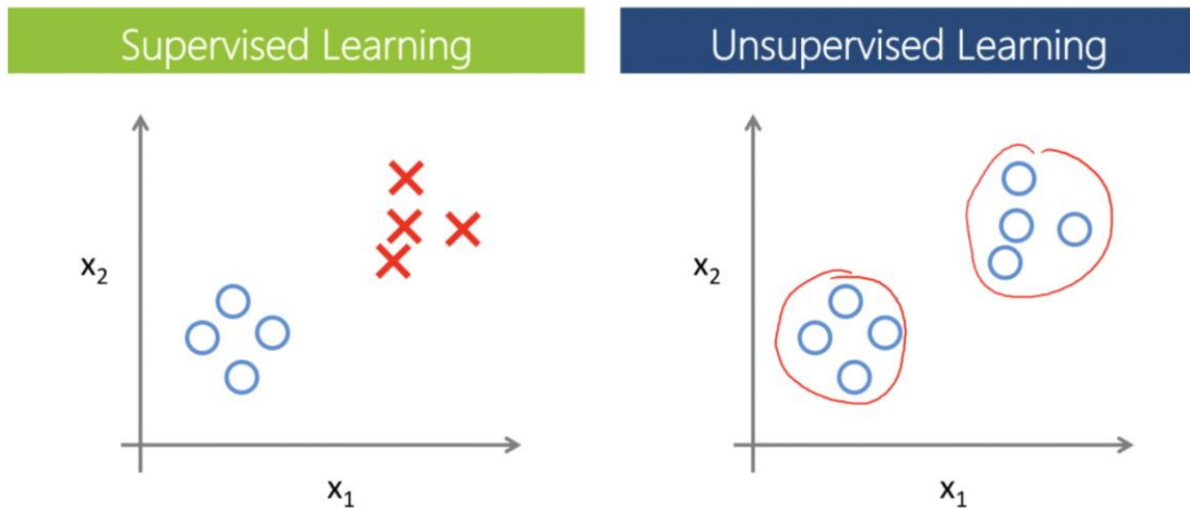 Supervised Learning
x₂
x₁
Unsupervised Learning
x₂
x₁